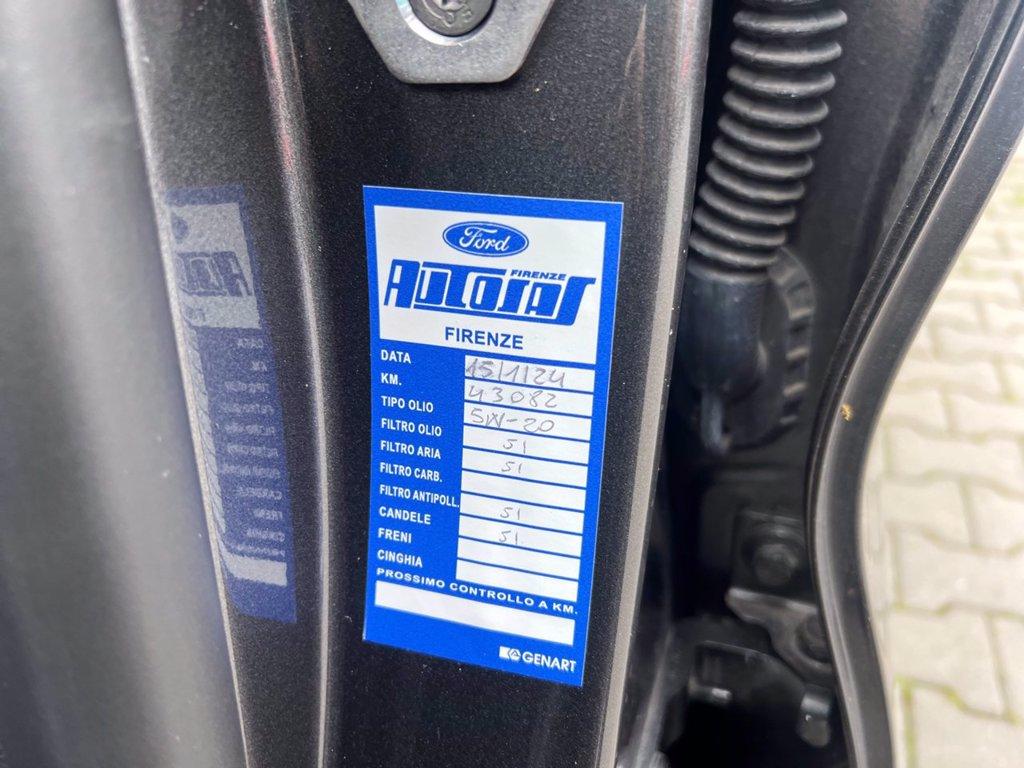 Ford
FIRENZE
AUTOSAS
FIRENZE
DATA 15/1/24
KM. 43082
TIPO OLIO 5W-20
FILTRO OLIO SI
FILTRO ARIA SI
FILTRO CARB.
FILTRO ANTIPOLL. SI
CANDELE SI
FRENI
CINGHIA
PROSSIMO CONTROLLO A KM.
GENART